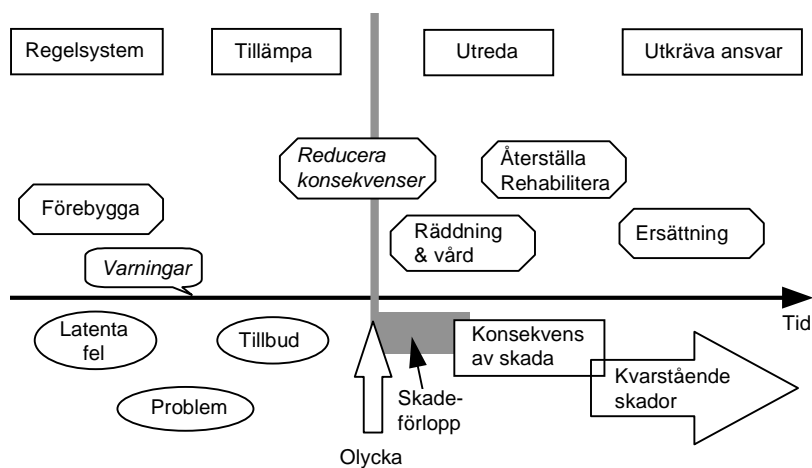 Regelsystem
Tillämpa
Utreda
Utkräva ansvar
Reducera
konsekvenser
Återställa
Rehabilitera
Förebygga
Räddning
& vård
Ersättning
Varningar
Tid
Latenta
fel
Tillbud
Konsekvens
av skada
Problem
Skade-
förlopp
Kvarstående
skador
Olycka